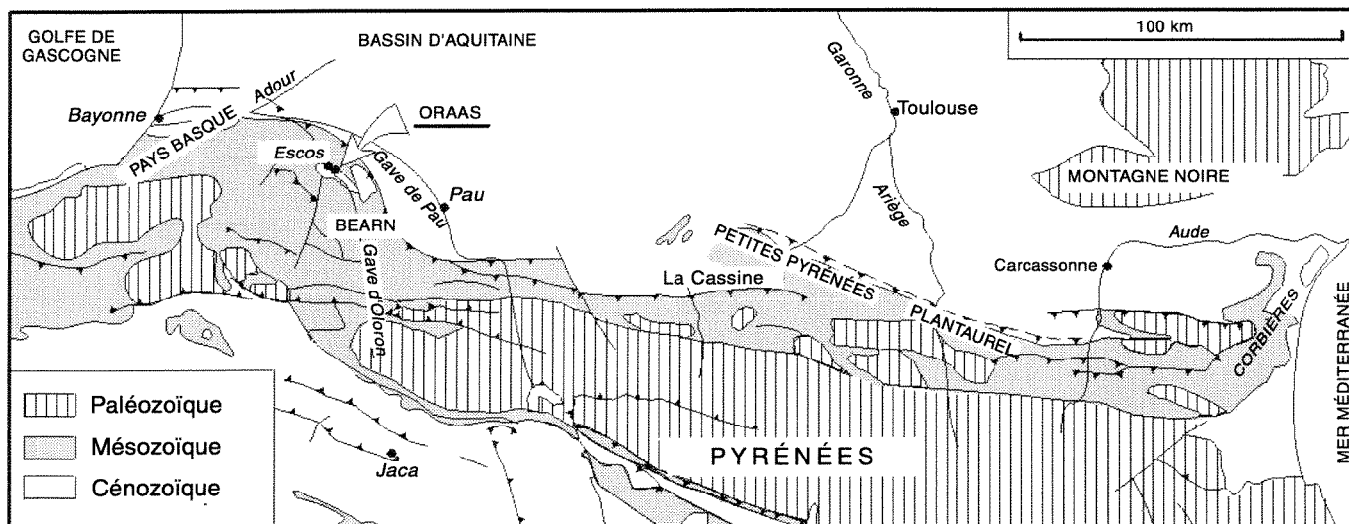 GOLFE DE
GASCOGNE
BASSIN D'AQUITAINE
100 km
Adour
Garonne
Bayonne
ORAAS
Toulouse
PAYS BASQUE
Escos
Gave de Pau
MONTAGNE NOIRE
Pau
Ariège
BEARN
Aude
PETITES PYRÉNÉES
Carcassonne
La Cassine
Gave d'Oloron
PLANTAUREL
CORBIÈRES
MER MÉDITERRANÉE
Paléozoïque
Mésozoïque
Cénozoïque
Jaca
PYRÉNÉES